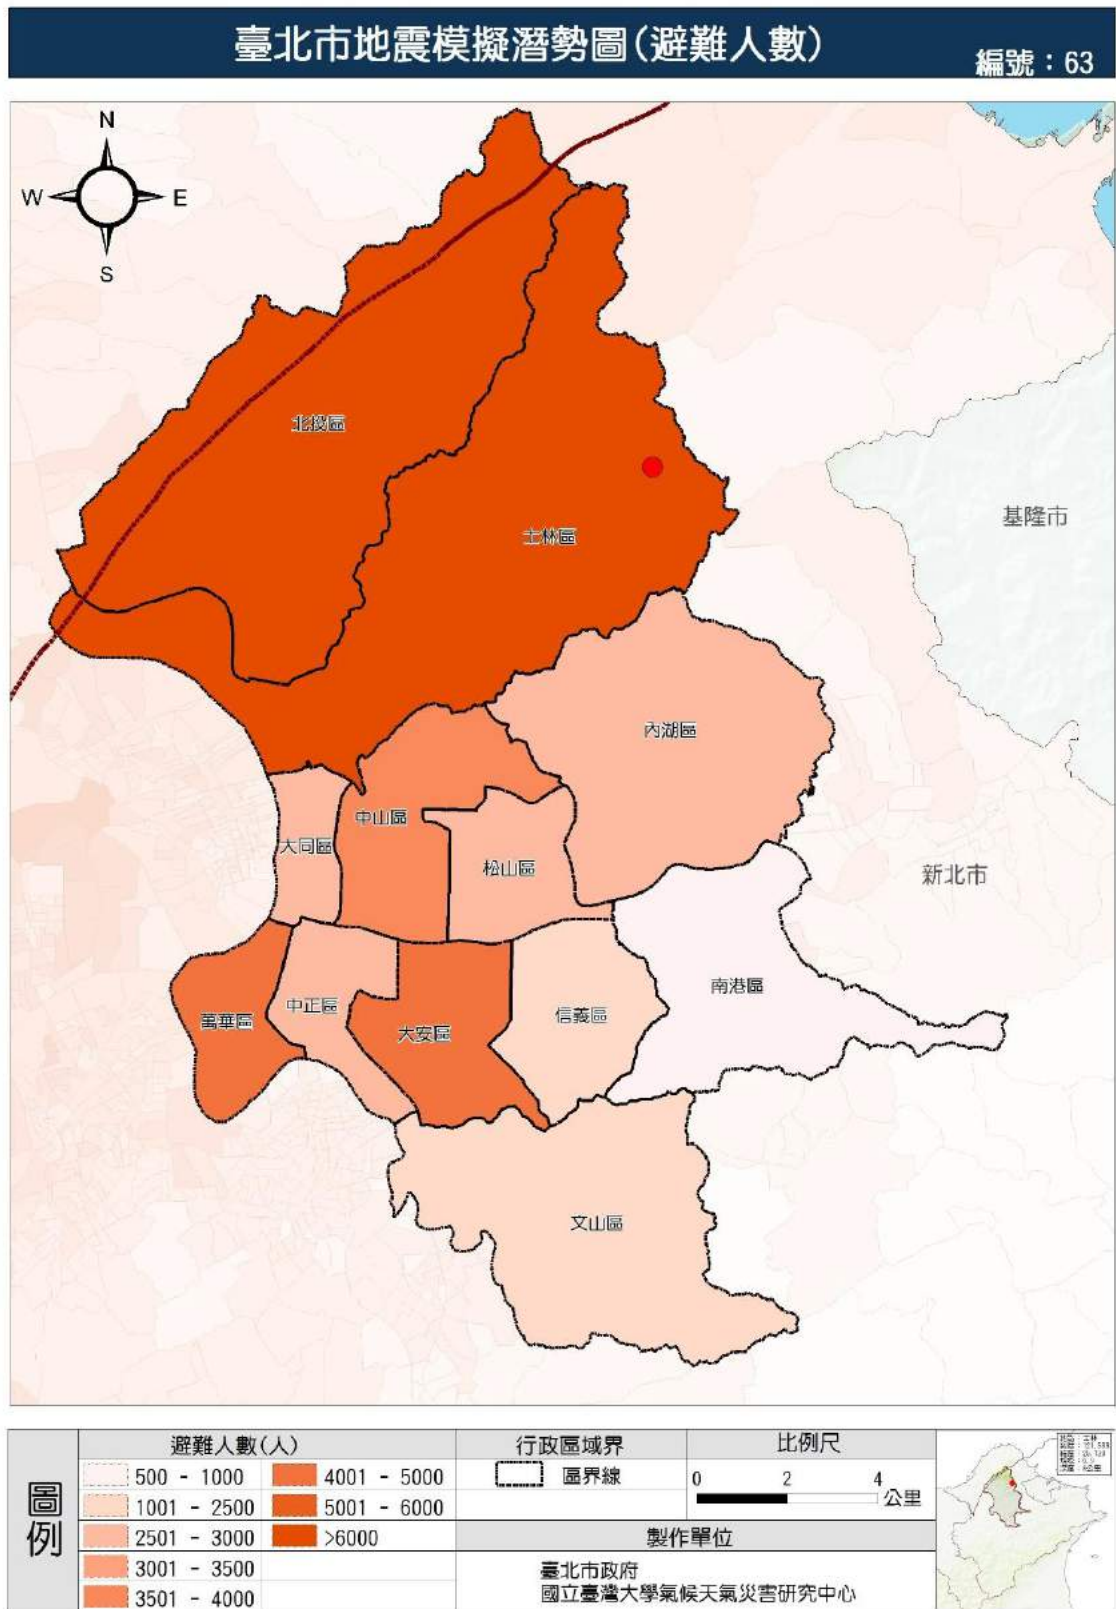 臺北市地震模擬潛勢圖(避難人數)
編號：63
N
W E
S
北投區
士林區
基隆市
內湖區
中山區
大同區
松山區
新北市
南港區
中正區
信義區
萬華區
大安區
文山區
圖例
避難人數(人)
500 - 1000
1001 - 2500
2501 - 3000
3001 - 3500
3501 - 4000
4001 - 5000
5001 - 6000
>6000
行政區域界
區界線
比例尺
0 2 4
公里
製作單位
臺北市政府
國立臺灣大學氣候天氣災害研究中心